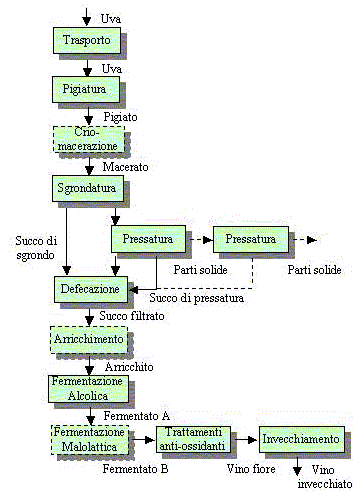 Uva
Trasporto
Uva
Pigiatura
Pigiato
Crio-
macerazione
Macerato
Sgrondatura
Succo di
sgrondo
Pressatura
Pressatura
Parti solide
Parti solide
Defecazione
Succo di pressatura
Succo filtrato
Arricchimento
Arricchito
Fermentazione
Alcolica
Fermentato A
Fermentazione
Malolattica
Trattamenti
anti-ossidanti
Invecchiamento
Fermentato B
Vino fiore
Vino
invecchiato